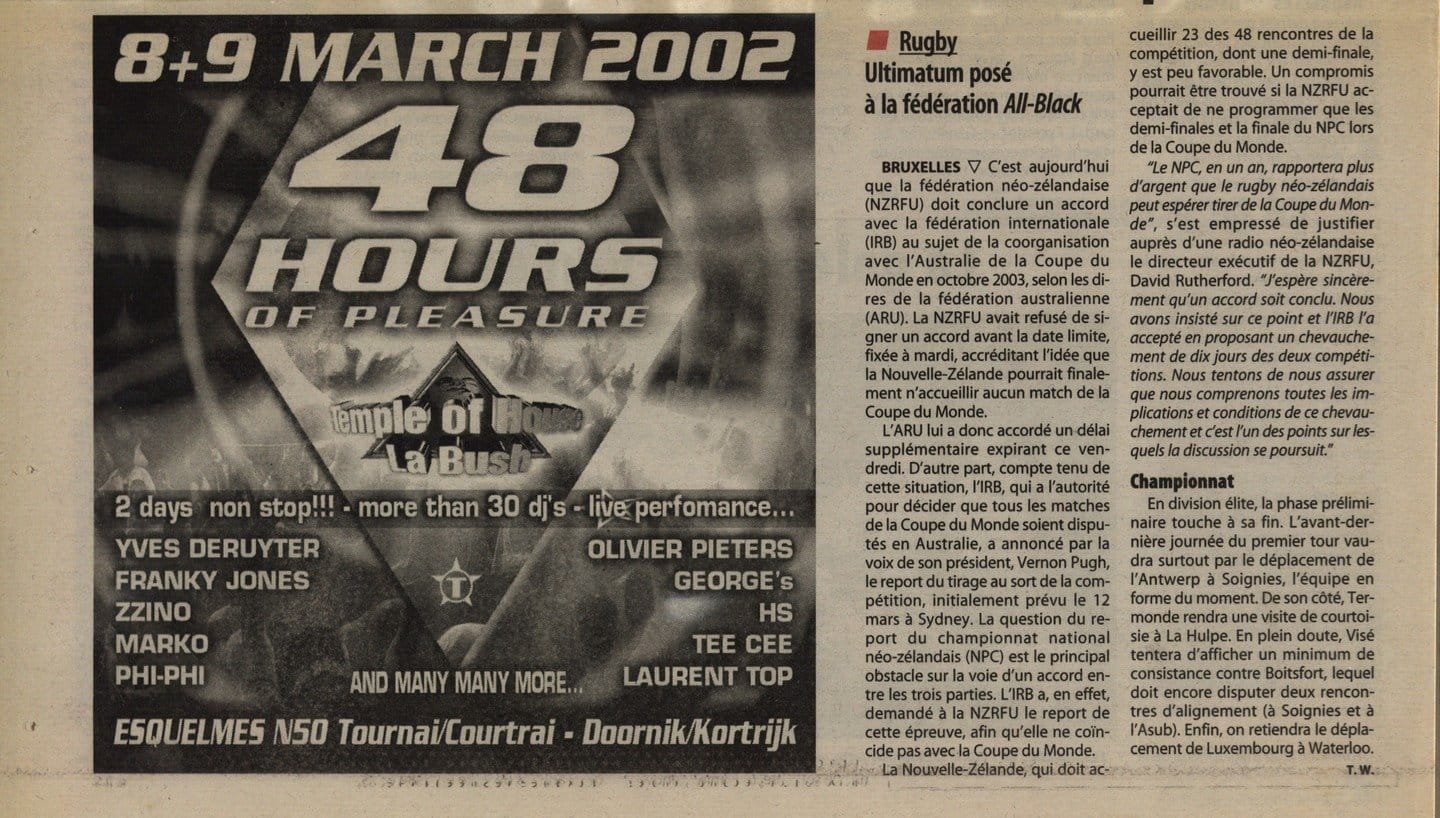 8+9 MARCH 2002
48
HOURS
OF PLEASURE
Temple of House
La Bush
2 days non stop!!! - more than 30 dj's - live perfomance...
YVES DERUYTER
FRANKY JONES
ZZINO
MARKO
PHI-PHI
T
OLIVIER PIETERS
GEORGE's
HS
TEE CEE
LAURENT TOP
AND MANY MANY MORE...
ESQUELMES N50 Tournai/Courtrai - Doornik/Kortrijk
Rugby
Ultimatum posé
à la fédération All-Black
BRUXELLES ▽ C'est aujourd'hui
que la fédération néo-zélandaise
(NZRFU) doit conclure un accord
avec la fédération internationale
(IRB) au sujet de la coorganisation
avec l'Australie de la Coupe du
Monde en octobre 2003, selon les di-
res de la fédération australienne
(ARU). La NZRFU avait refusé de si-
gner un accord avant la date limite,
fixée à mardi, accréditant l'idée que
la Nouvelle-Zélande pourrait finale-
ment n'accueillir aucun match de la
Coupe du Monde.
L'ARU lui a donc accordé un délai
supplémentaire expirant ce ven-
dredi. D'autre part, compte tenu de
cette situation, l'IRB, qui a l'autorité
pour décider que tous les matches
de la Coupe du Monde soient dispu-
tés en Australie, a annoncé par la
voix de son président, Vernon Pugh,
le report du tirage au sort de la com-
pétition, initialement prévu le 12
mars à Sydney. La question du re-
port du championnat national
néo-zélandais (NPC) est le principal
obstacle sur la voie d'un accord en-
tre les trois parties. L'IRB a, en effet,
demandé à la NZRFU le report de
cette épreuve, afin qu'elle ne coïn-
cide pas avec la Coupe du Monde.
La Nouvelle-Zélande, qui doit ac-
cueillir 23 des 48 rencontres de la
compétition, dont une demi-finale,
y est peu favorable. Un compromis
pourrait être trouvé si la NZRFU ac-
ceptait de ne programmer que les
demi-finales et la finale du NPC lors
de la Coupe du Monde.
"Le NPC, en un an, rapportera plus
d'argent que le rugby néo-zélandais
peut espérer tirer de la Coupe du Mon-
de", s'est empressé de justifier
auprès d'une radio néo-zélandaise
le directeur exécutif de la NZRFU,
David Rutherford. "J'espère sincère-
ment qu'un accord soit conclu. Nous
avons insisté sur ce point et l'IRB l'a
accepté en proposant un chevauche-
ment de dix jours des deux compéti-
tions. Nous tentons de nous assurer
que nous comprenons toutes les im-
plications et conditions de ce chevau-
chement et c'est l'un des points sur les-
quels la discussion se poursuit."
Championnat
En division élite, la phase prélimi-
naire touche à sa fin. L'avant-der-
nière journée du premier tour vau-
dra surtout par le déplacement de
l'Antwerp à Soignies, l'équipe en
forme du moment. De son côté, Ter-
monde rendra une visite de courtoi-
sie à La Hulpe. En plein doute, Visé
tentera d'afficher un minimum de
consistance contre Boitsfort, lequel
doit encore disputer deux rencon-
tres d'alignement (à Soignies et à
l'Asub). Enfin, on retiendra le dépla-
cement de Luxembourg à Waterloo.
T. W.